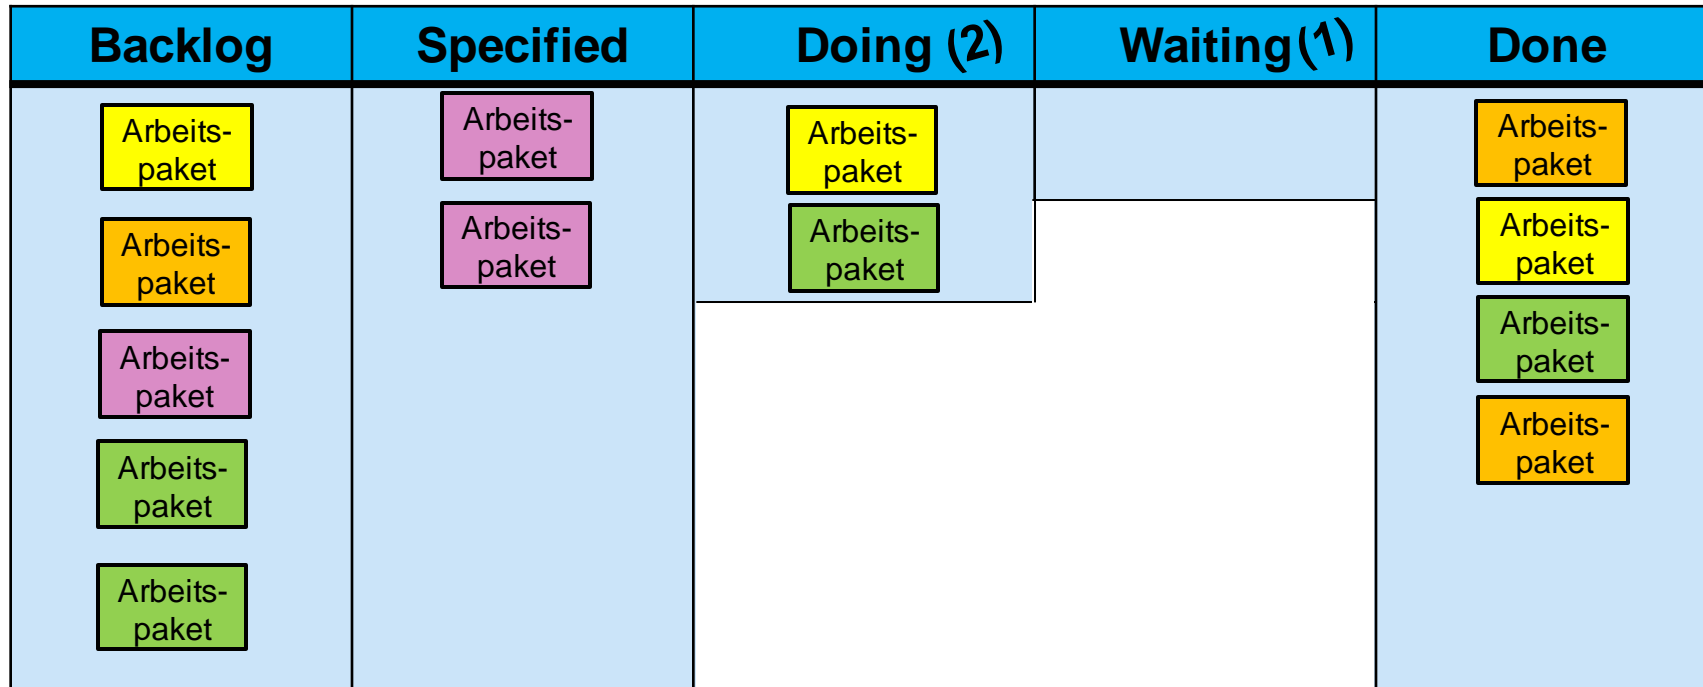 Backlog
Specified
Doing (2)
Waiting (1)
Done
Arbeits-
paket
Arbeits-
paket
Arbeits-
paket
Arbeits-
paket
Arbeits-
paket
Arbeits-
paket
Arbeits-
paket
Arbeits-
paket
Arbeits-
paket
Arbeits-
paket
Arbeits-
paket
Arbeits-
paket
Arbeits-
paket